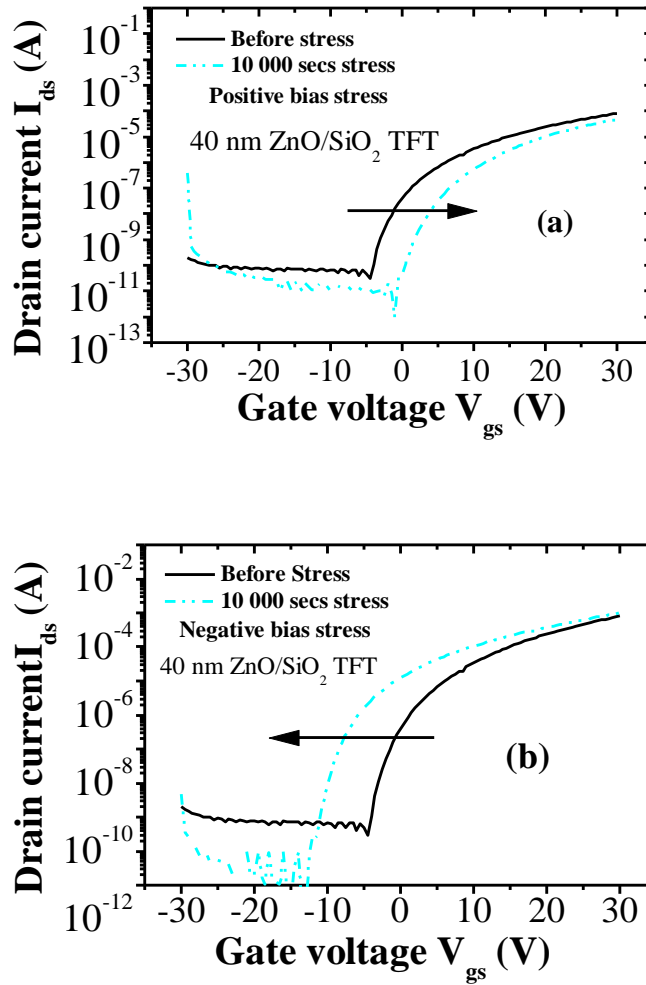 Drain current I_ds (A)
10^-1
10^-3
10^-5
10^-7
10^-9
10^-11
10^-13
Before stress
10 000 secs stress
Positive bias stress
40 nm ZnO/SiO_2 TFT
(a)
-30 -20 -10 0 10 20 30
Gate voltage V_gs (V)
Drain currentI_ds (A)
10^-2
10^-4
10^-6
10^-8
10^-10
10^-12
Before Stress
10 000 secs stress
Negative bias stress
40 nm ZnO/SiO_2 TFT
(b)
-30 -20 -10 0 10 20 30
Gate voltage V_gs (V)